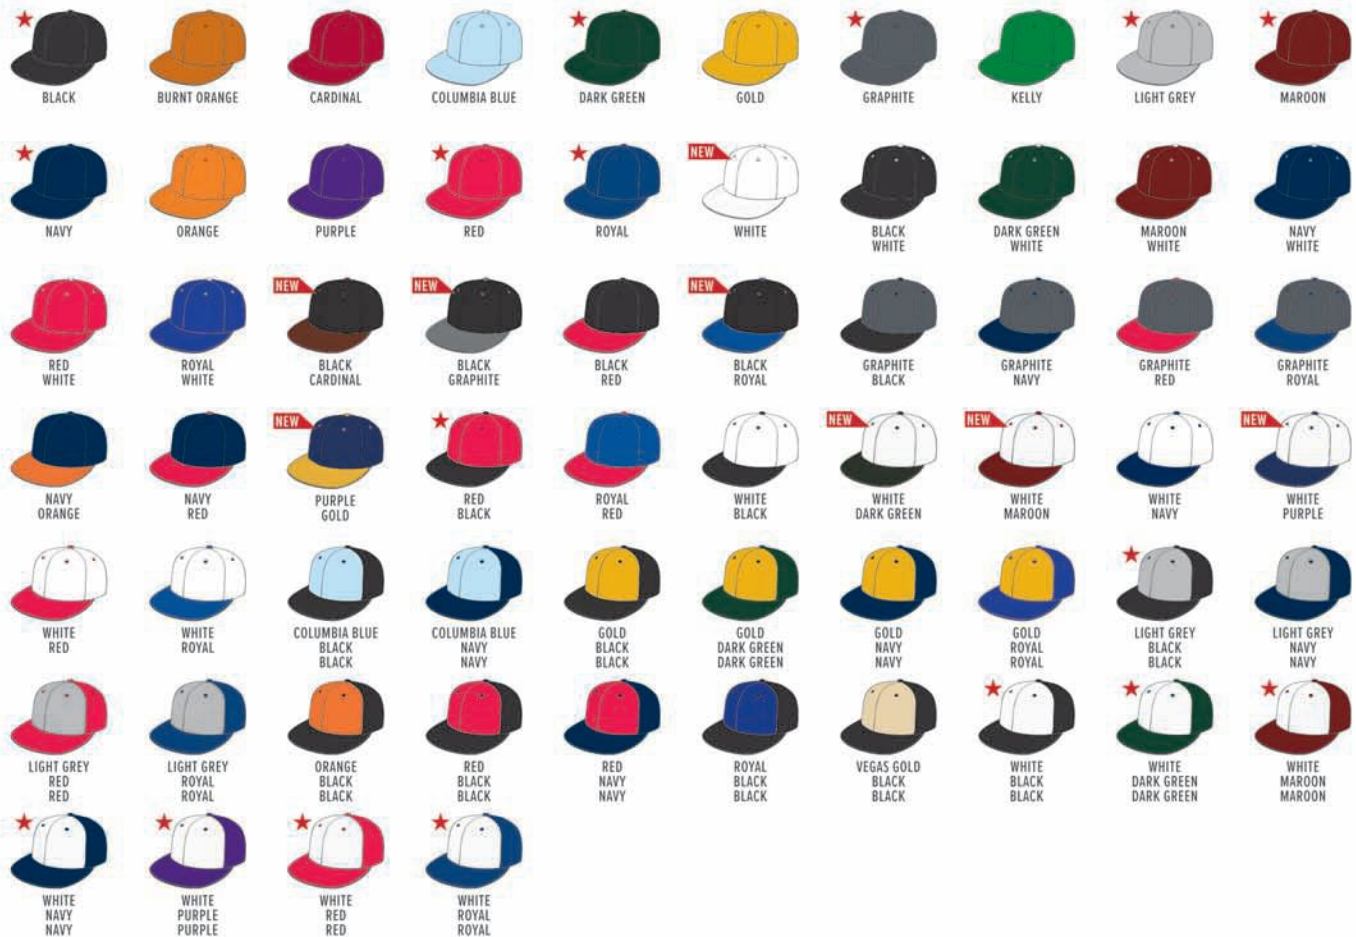 BLACK
BURNT ORANGE
CARDINAL
COLUMBIA BLUE
DARK GREEN
GOLD
GRAPHITE
KELLY
LIGHT GREY
MAROON
NAVY
ORANGE
PURPLE
RED
ROYAL
NEW
WHITE
BLACK
WHITE
DARK GREEN
WHITE
MAROON
WHITE
NAVY
WHITE
RED
WHITE
ROYAL
WHITE
NEW
BLACK
CARDINAL
NEW
BLACK
GRAPHITE
BLACK
RED
NEW
BLACK
ROYAL
GRAPHITE
BLACK
GRAPHITE
NAVY
GRAPHITE
RED
GRAPHITE
ROYAL
NAVY
ORANGE
NAVY
RED
NEW
PURPLE
GOLD
RED
BLACK
ROYAL
RED
WHITE
BLACK
NEW
WHITE
DARK GREEN
NEW
WHITE
MAROON
WHITE
NAVY
NEW
WHITE
PURPLE
WHITE
RED
WHITE
ROYAL
COLUMBIA BLUE
BLACK
BLACK
COLUMBIA BLUE
NAVY
NAVY
GOLD
BLACK
BLACK
GOLD
DARK GREEN
DARK GREEN
GOLD
NAVY
NAVY
GOLD
ROYAL
ROYAL
LIGHT GREY
BLACK
BLACK
LIGHT GREY
NAVY
NAVY
LIGHT GREY
RED
RED
LIGHT GREY
ROYAL
ROYAL
ORANGE
BLACK
BLACK
RED
BLACK
BLACK
RED
NAVY
NAVY
ROYAL
BLACK
BLACK
VEGAS GOLD
BLACK
BLACK
WHITE
BLACK
BLACK
WHITE
DARK GREEN
DARK GREEN
WHITE
MAROON
MAROON
WHITE
NAVY
NAVY
WHITE
PURPLE
PURPLE
WHITE
RED
RED
WHITE
ROYAL
ROYAL